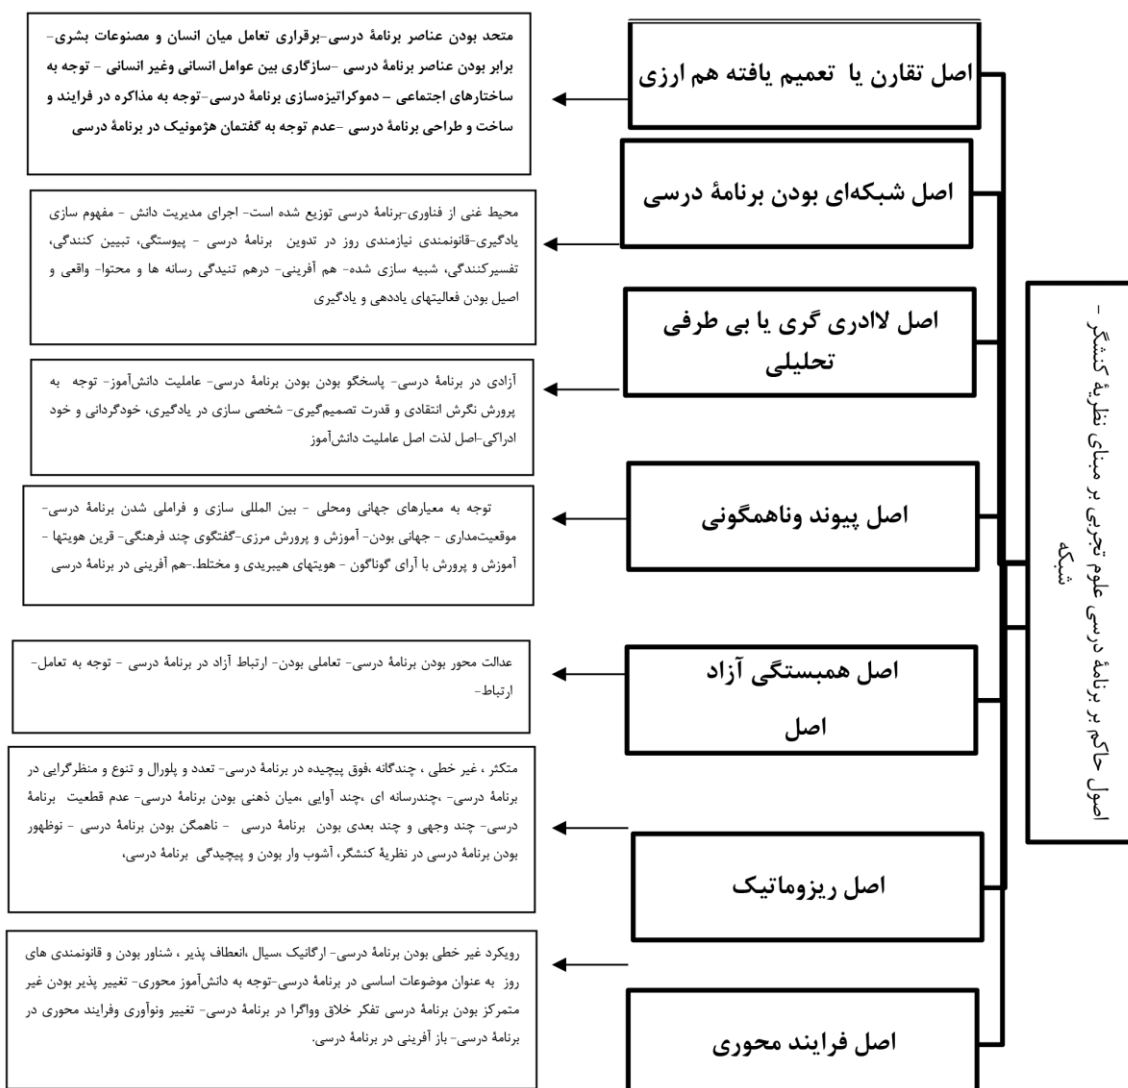 اصول حاکم بر برنامهٔ درسی علوم تجربی بر مبنای نظریهٔ کنشگر –
شبکه
اصل تقارن یا تعمیم یافته هم ارزی
متحد بودن عناصر برنامهٔ درسی-برقراری تعامل میان انسان و مصنوعات بشری-
برابر بودن عناصر برنامهٔ درسی -سازگاری بین عوامل انسانی وغیر انسانی - توجه به
ساختارهای اجتماعی – دموکراتیزه‌سازی برنامهٔ درسی-توجه به مذاکره در فرایند و
ساخت و طراحی برنامهٔ درسی -عدم توجه به گفتمان هژمونیک در برنامهٔ درسی
اصل شبکه‌ای بودن برنامهٔ درسی
محیط غنی از فناوری-برنامهٔ درسی توزیع شده است- اجرای مدیریت دانش - مفهوم سازی
یادگیری-قانونمندی نیازمندی روز در تدوین برنامهٔ درسی - پیوستگی، تبیین کنندگی،
تفسیرکنندگی، شبیه سازی شده- هم آفرینی- درهم تنیدگی رسانه ها و محتوا- واقعی و
اصیل بودن فعالیتهای یاددهی و یادگیری
اصل لاادری گری یا بی طرفی
تحلیلی
آزادی در برنامهٔ درسی- پاسخگو بودن بودن برنامهٔ درسی- عاملیت دانش‌آموز- توجه به
پرورش نگرش انتقادی و قدرت تصمیم‌گیری- شخصی سازی در یادگیری، خودگردانی و خود
ادراکی-اصل لذت اصل عاملیت دانش‌آموز
اصل پیوند وناهمگونی
توجه به معیارهای جهانی ومحلی - بین المللی سازی و فراملی شدن برنامهٔ درسی-
موقعیت‌مداری - جهانی بودن- آموزش و پرورش مرزی-گفتگوی چند فرهنگی- قرین هویتها -
آموزش و پرورش با آرای گوناگون - هویتهای هیبریدی و مختلط.-هم آفرینی در برنامهٔ درسی
اصل همبستگی آزاد
اصل
عدالت محور بودن برنامهٔ درسی- تعاملی بودن- ارتباط آزاد در برنامهٔ درسی - توجه به تعامل-
ارتباط-
اصل ریزوماتیک
متکثر ، غیر خطی ، چندگانه ،فوق پیچیده در برنامهٔ درسی- تعدد و پلورال و تنوع و منظرگرایی در
برنامهٔ درسی- ،چندرسانه ای ،چند آوایی ،میان ذهنی بودن برنامهٔ درسی- عدم قطعیت برنامهٔ
درسی- چند وجهی و چند بعدی بودن برنامهٔ درسی - ناهمگن بودن برنامهٔ درسی - نوظهور
بودن برنامهٔ درسی در نظریهٔ کنشگر، آشوب وار بودن و پیچیدگی برنامهٔ درسی،
اصل فرایند محوری
رویکرد غیر خطی بودن برنامهٔ درسی- ارگانیک ،سیال ،انعطاف پذیر ، شناور بودن و قانونمندی های
روز به عنوان موضوعات اساسی در برنامهٔ درسی-توجه به دانش‌آموز محوری- تغییر پذیر بودن غیر
متمرکز بودن برنامهٔ درسی تفکر خلاق وواگرا در برنامهٔ درسی- تغییر ونوآوری وفرایند محوری در
برنامهٔ درسی- باز آفرینی در برنامهٔ درسی.